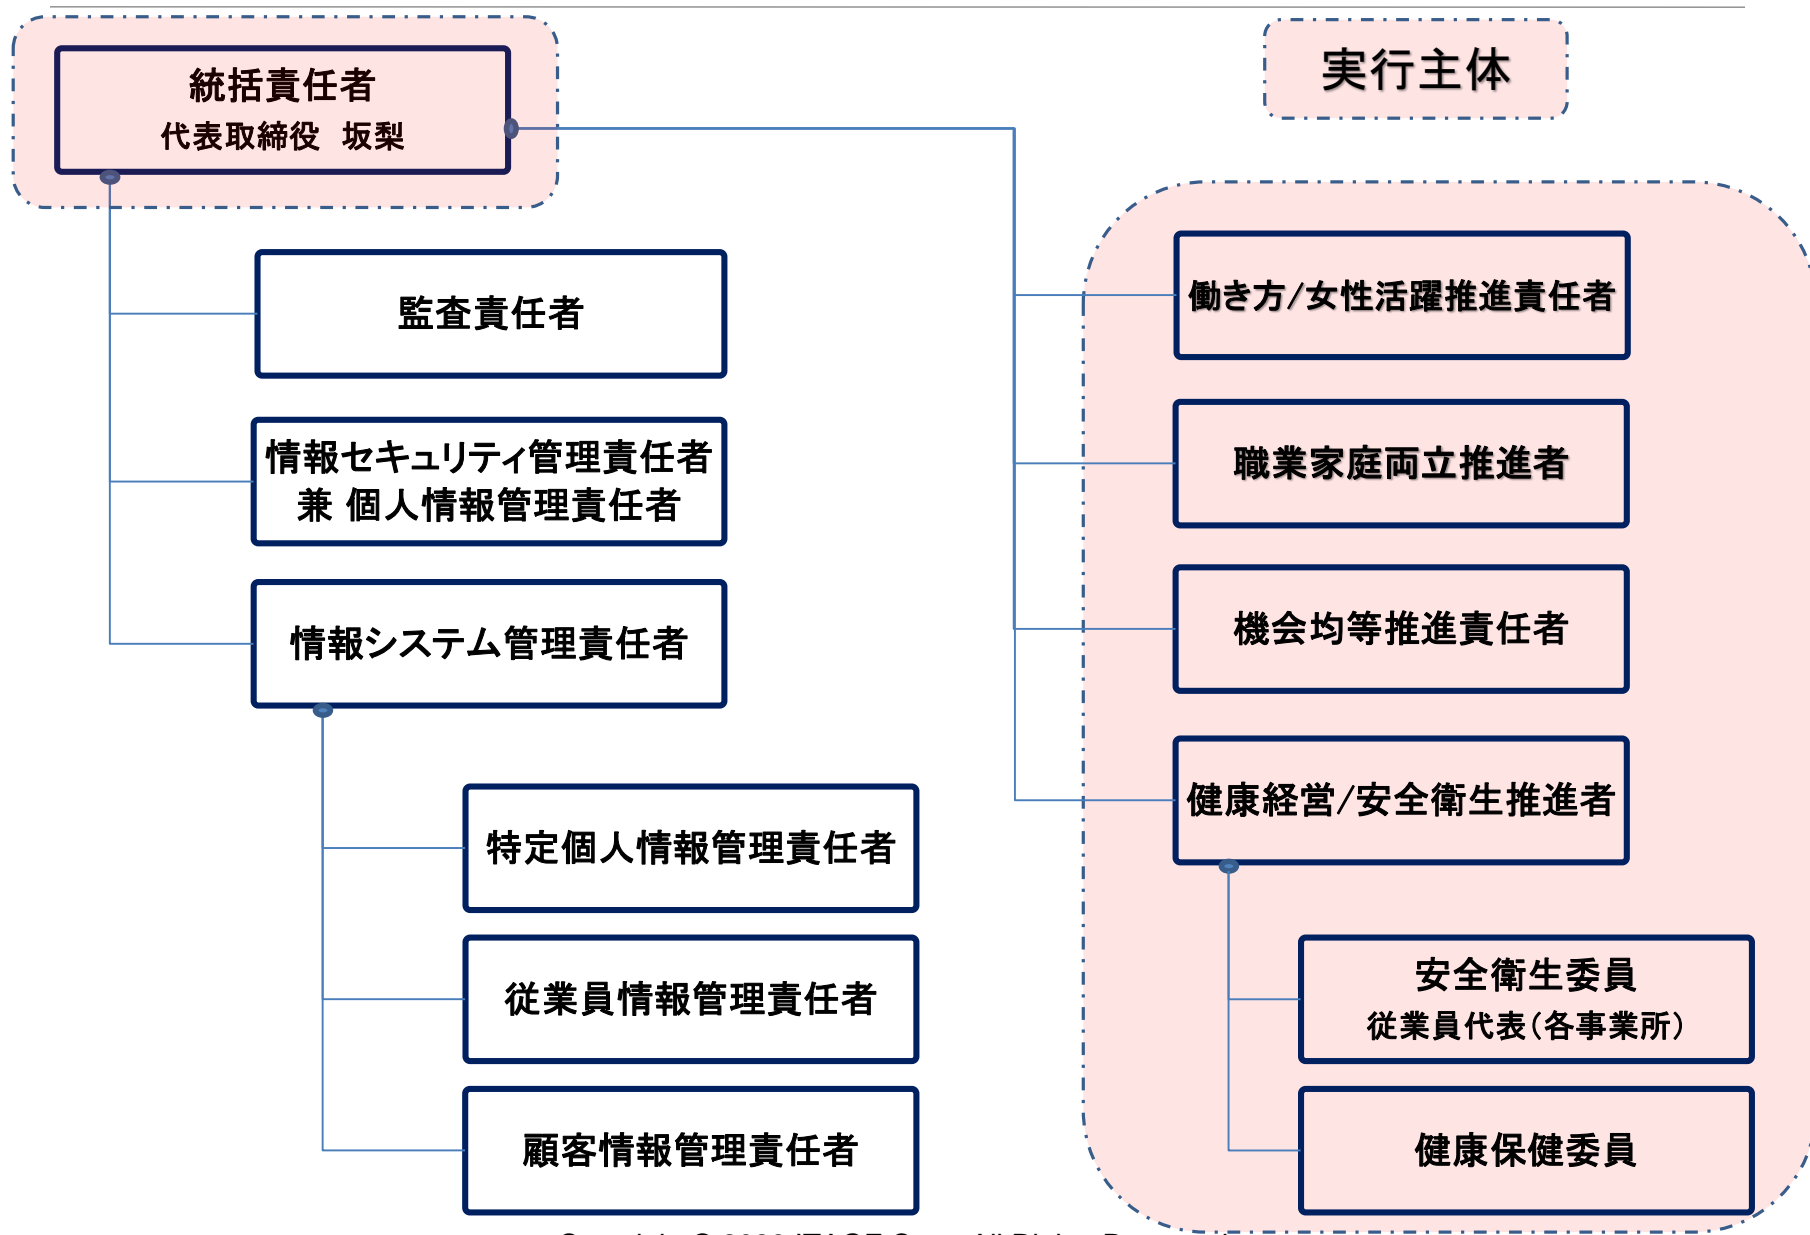 統括責任者
代表取締役 坂梨
実行主体
監査責任者
情報セキュリティ管理責任者
兼 個人情報管理責任者
情報システム管理責任者
特定個人情報管理責任者
従業員情報管理責任者
顧客情報管理責任者
働き方/女性活躍推進責任者
職業家庭両立推進者
機会均等推進責任者
健康経営/安全衛生推進者
安全衛生委員
従業員代表（各事業所）
健康保健委員